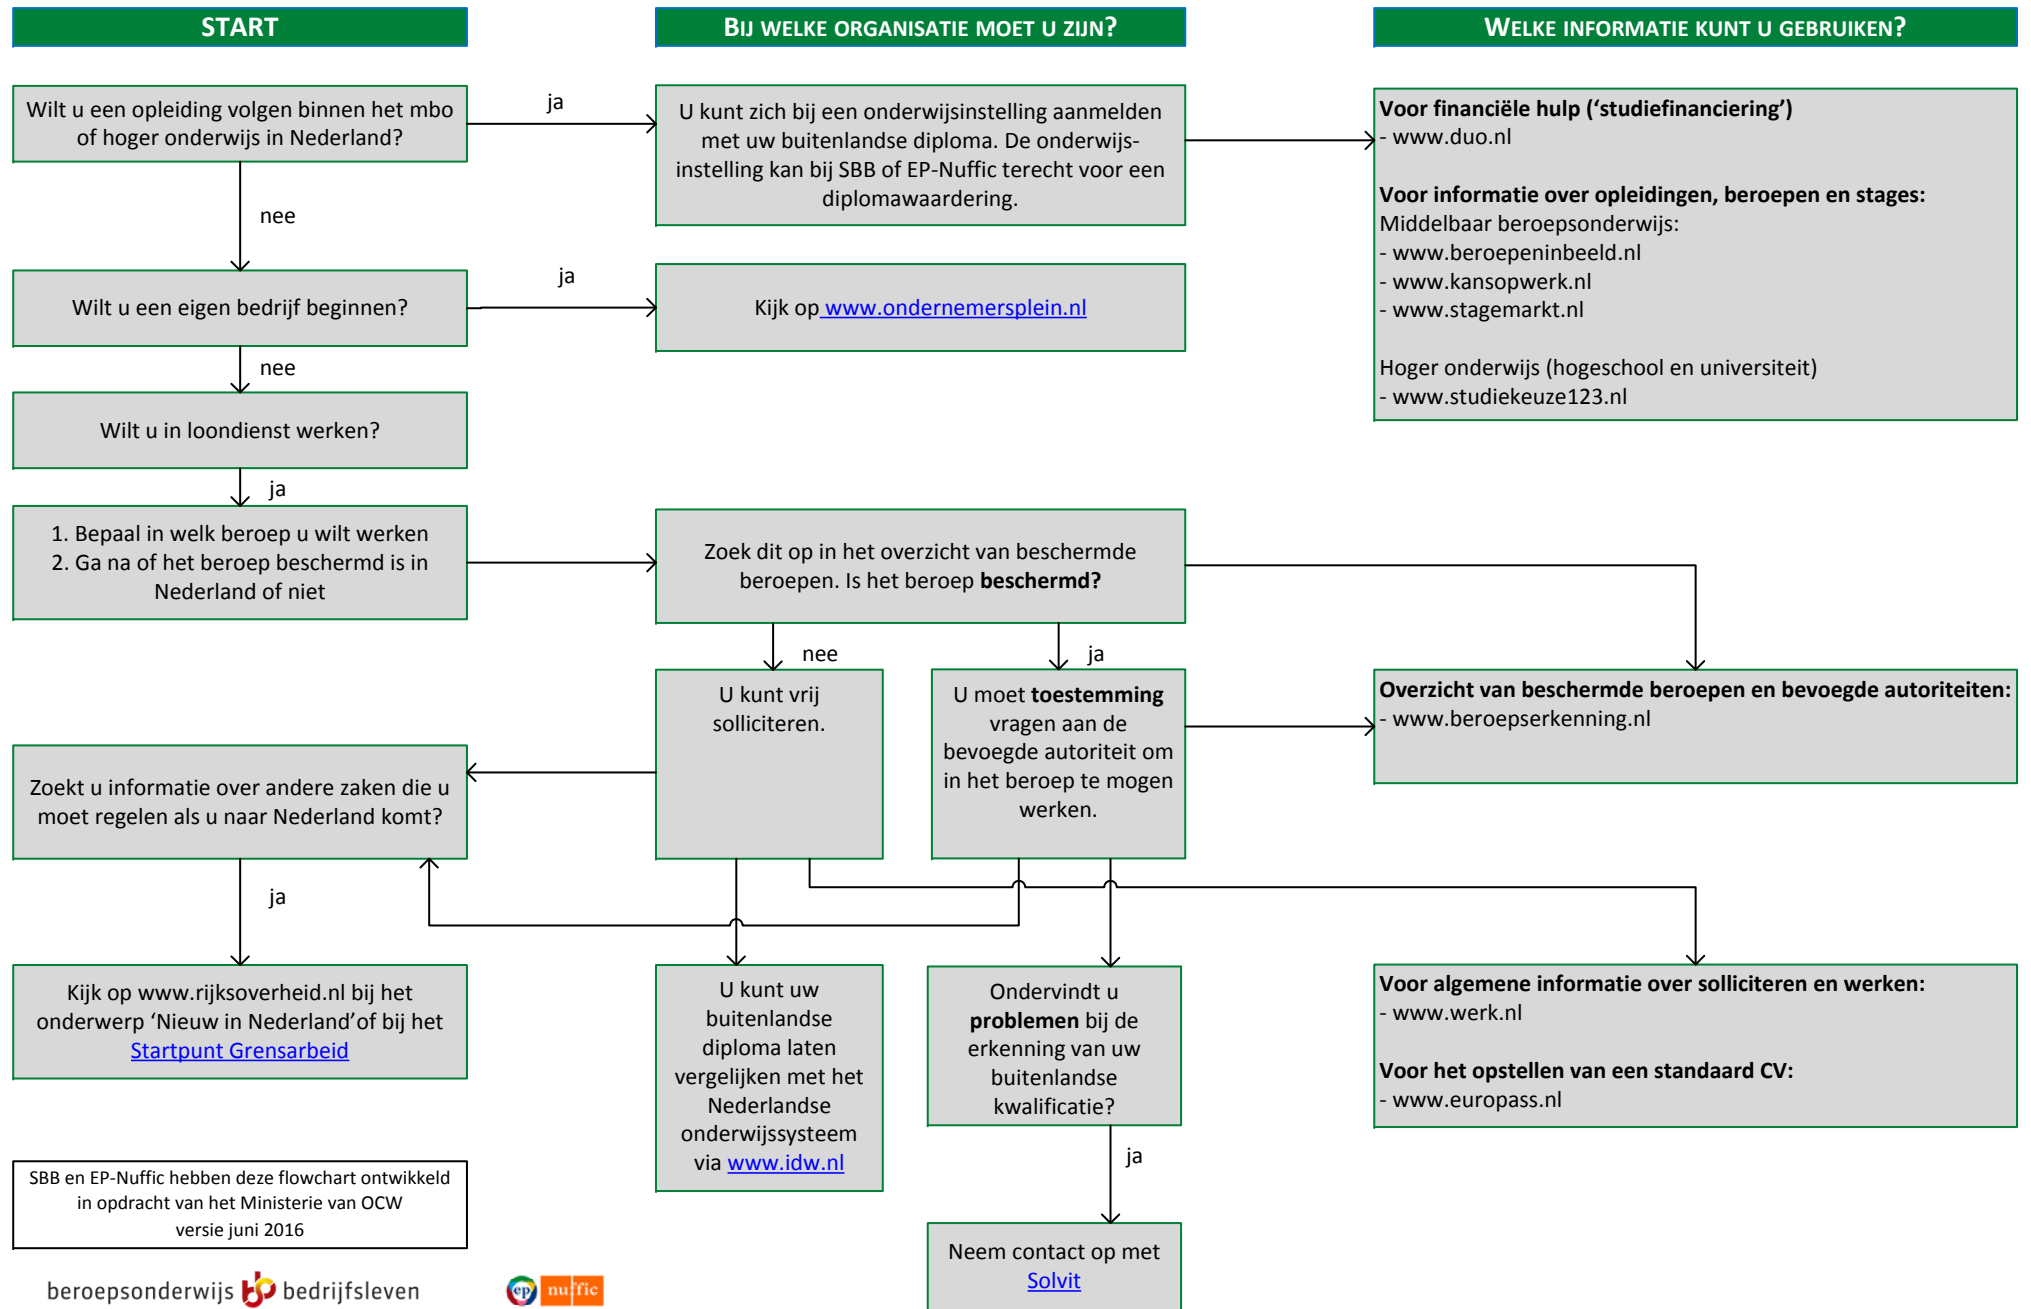 START
BIJ WELKE ORGANISATIE MOET U ZIJN?
WELKE INFORMATIE KUNT U GEBRUIKEN?
Wilt u een opleiding volgen binnen het mbo
of hoger onderwijs in Nederland?
ja
U kunt zich bij een onderwijsinstelling aanmelden
met uw buitenlandse diploma. De onderwijs-
instelling kan bij SBB of EP-Nuffic terecht voor een
diplomawaardering.
Voor financiële hulp (‘studiefinanciering’)
- www.duo.nl
Voor informatie over opleidingen, beroepen en stages:
Middelbaar beroepsonderwijs:
- www.beroepeninbeeld.nl
- www.kansopwerk.nl
- www.stagemarkt.nl
Hoger onderwijs (hogeschool en universiteit)
- www.studiekeuze123.nl
nee
Wilt u een eigen bedrijf beginnen?
ja
Kijk op www.ondernemersplein.nl
nee
Wilt u in loondienst werken?
ja
1. Bepaal in welk beroep u wilt werken
2. Ga na of het beroep beschermd is in
Nederland of niet
Zoek dit op in het overzicht van beschermde
beroepen. Is het beroep beschermd?
nee
ja
U kunt vrij
solliciteren.
U moet toestemming
vragen aan de
bevoegde autoriteit om
in het beroep te mogen
werken.
Overzicht van beschermde beroepen en bevoegde autoriteiten:
- www.beroepserkenning.nl
Zoekt u informatie over andere zaken die u
moet regelen als u naar Nederland komt?
ja
Kijk op www.rijksoverheid.nl bij het
onderwerp ‘Nieuw in Nederland’of bij het
Startpunt Grensarbeid
U kunt uw
buitenlandse
diploma laten
vergelijken met het
Nederlandse
onderwijssysteem
via www.idw.nl
Ondervindt u
problemen bij de
erkenning van uw
buitenlandse
kwalificatie?
ja
Neem contact op met
Solvit
Voor algemene informatie over solliciteren en werken:
- www.werk.nl
Voor het opstellen van een standaard CV:
- www.europass.nl
SBB en EP-Nuffic hebben deze flowchart ontwikkeld
in opdracht van het Ministerie van OCW
versie juni 2016
beroepsonderwijs bedrijfsleven
ep nuffic